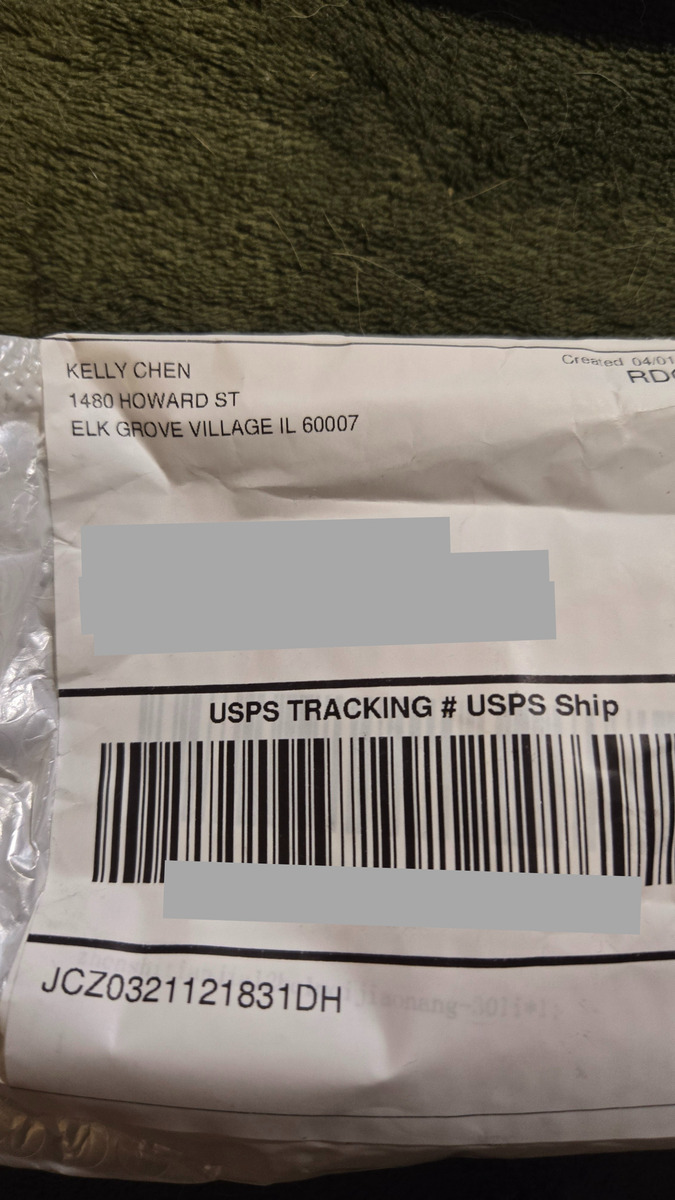 KELLY CHEN
1480 HOWARD ST
ELK GROVE VILLAGE IL 60007
Created 04/01
RD
USPS TRACKING # USPS Ship
JCZ0321121831DH